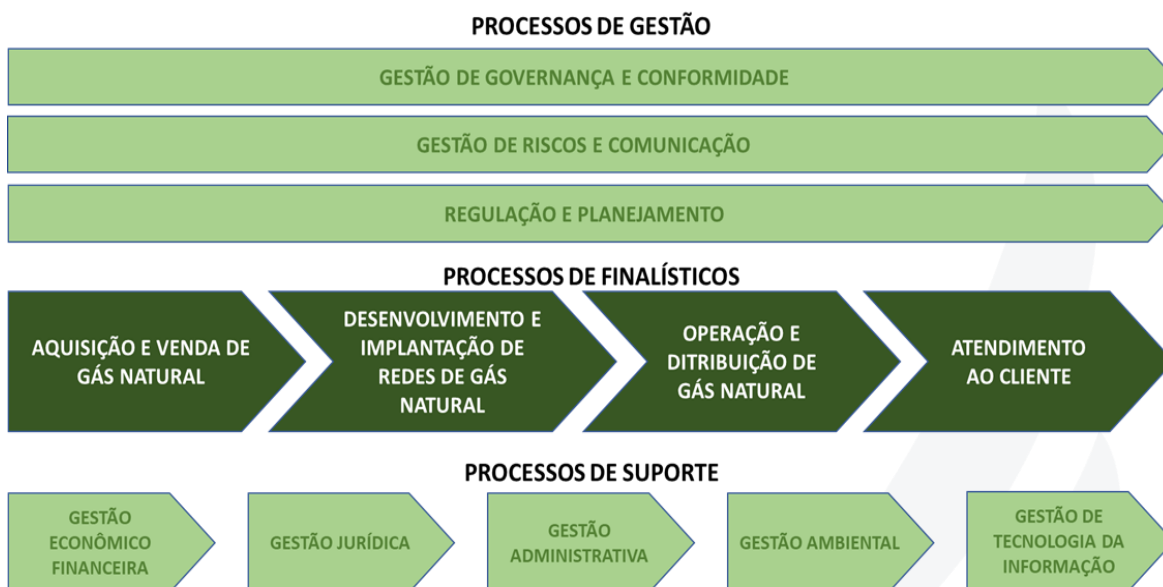 PROCESSOS DE GESTÃO
GESTÃO DE GOVERNANÇA E CONFORMIDADE
GESTÃO DE RISCOS E COMUNICAÇÃO
REGULAÇÃO E PLANEJAMENTO
PROCESSOS DE FINALÍSTICOS
AQUISIÇÃO E VENDA DE
GÁS NATURAL
DESENVOLVIMENTO E
IMPLANTAÇÃO DE
REDES DE GÁS
NATURAL
OPERAÇÃO E
DITRIBUIÇÃO DE
GÁS NATURAL
ATENDIMENTO
AO CLIENTE
PROCESSOS DE SUPORTE
GESTÃO
ECONÔMICO
FINANCEIRA
GESTÃO JURÍDICA
GESTÃO
ADMINISTRATIVA
GESTÃO AMBIENTAL
GESTÃO DE
TECNOLOGIA DA
INFORMAÇÃO